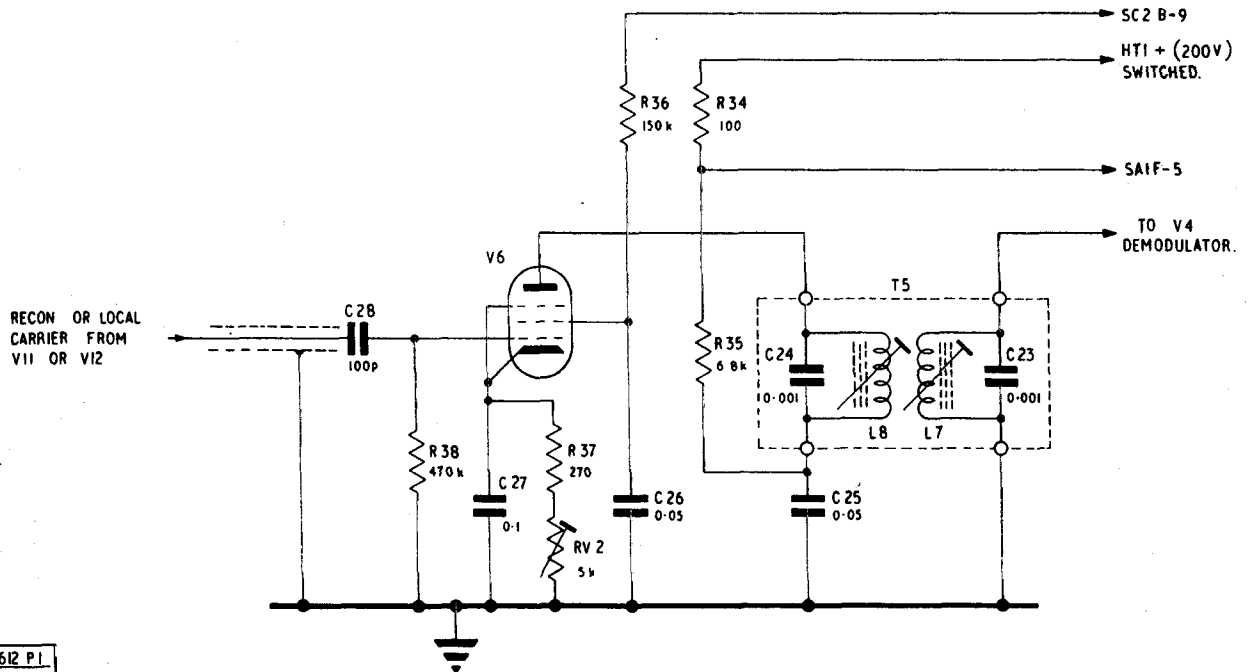 SC2 B-9
HT1 + (200V)
SWITCHED.
R36
150k
R34
100
SA1F-5
TO V4
DEMODULATOR.
V6
T5
RECON OR LOCAL
CARRIER FROM
V11 OR V12
C28
100p
R35
6·8k
C24
0·001
C23
0·001
L8
L7
R38
470k
R37
270
C27
0·1
C26
0·05
C25
0·05
RV2
5k
612 P1